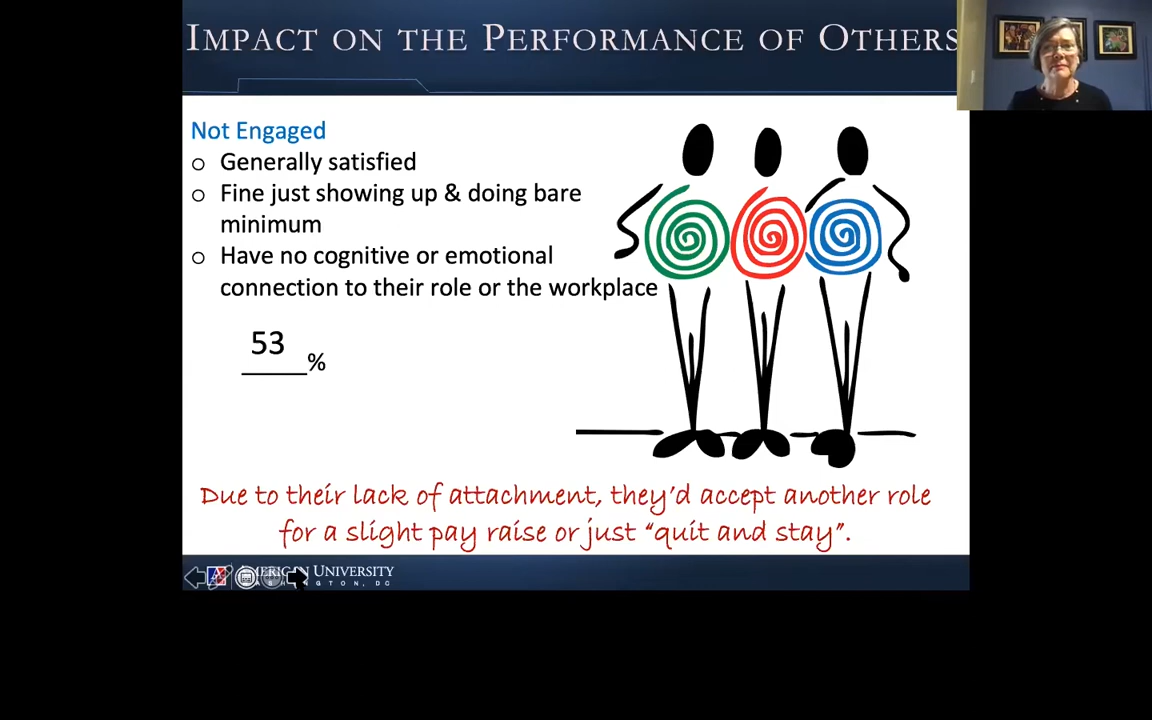 IMPACT ON THE PERFORMANCE OF OTHERS
Not Engaged
○ Generally satisfied
○ Fine just showing up & doing bare
minimum
○ Have no cognitive or emotional
connection to their role or the workplace
53
%
Due to their lack of attachment, they'd accept another role
for a slight pay raise or just “quit and stay”.
UNIVERSITY